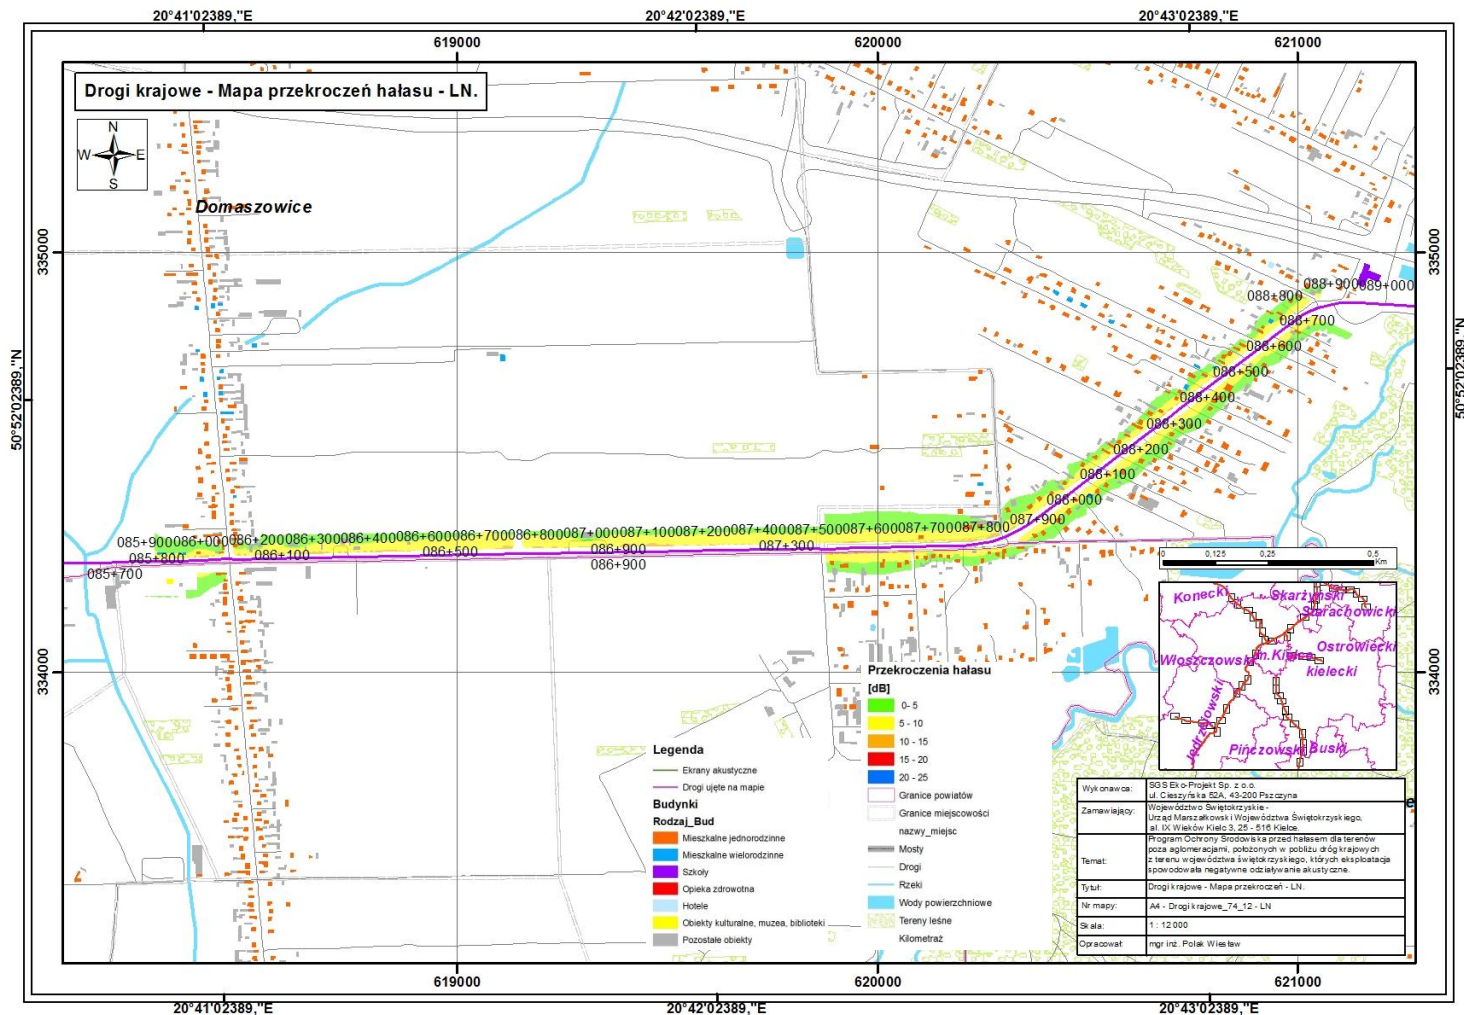 20°41'02389,"E
20°42'02389,"E
20°43'02389,"E
619000
620000
621000
Drogi krajowe - Mapa przekroczeń hałasu - LN.
N
W
E
S
Domaszowice
335000
335000
50°52'02389,"N
50°52'02389,"N
334000
334000
088+900
089+000
088+800
088+700
088+600
088+500
088+400
088+300
088+200
088+100
088+000
087+900
085+900
086+000
086+200
086+300
086+400
086+600
086+700
086+800
087+000
087+100
087+200
087+400
087+500
087+600
087+700
087+800
085+800
086+100
086+500
086+900
087+300
085+700
086+900
0
0,125
0,25
0,5
Km
Konecki
Skarżyski
Starachowicki
Ostrowiecki
Włoszczowski
m.Kielce
kielecki
Jędrzejowski
Pińczowski
Buski
Przekroczenia hałasu
[dB]
0- 5
5 - 10
10 - 15
15 - 20
20 - 25
Granice powiatów
Granice miejscowości
nazwy_miejsc
Mosty
Drogi
Rzeki
Wody powierzchniowe
Tereny leśne
Kilometraż
Legenda
Ekrany akustyczne
Drogi ujęte na mapie
Budynki
Rodzaj_Bud
Mieszkalne jednorodzinne
Mieszkalne wielorodzinne
Szkoły
Opieka zdrowotna
Hotele
Obiekty kulturalne, muzea, biblioteki
Pozostałe obiekty
Wykonawca:
SGS Eko-Projekt Sp. z o.o.
ul. Cieszyńska 52A, 43-200 Pszczyna
Zamawiający:
Województwo Świętokrzyskie -
Urząd Marszałkowski Województwa Świętokrzyskiego,
al. IX Wieków Kielc 3, 25 - 516 Kielce.
Temat:
Program Ochrony Środowiska przed hałasem dla terenów
poza aglomeracjami, położonych w pobliżu dróg krajowych
z terenu województwa świętokrzyskiego, których eksploatacja
spowodowała negatywne oddziaływanie akustyczne.
Tytuł:
Drogi krajowe - Mapa przekroczeń - LN.
Nr mapy:
A4 - Drogi krajowe_74_12 - LN
Skala:
1 : 12 000
Opracował:
mgr inż. Polak Wiesław
619000
620000
621000
20°41'02389,"E
20°42'02389,"E
20°43'02389,"E